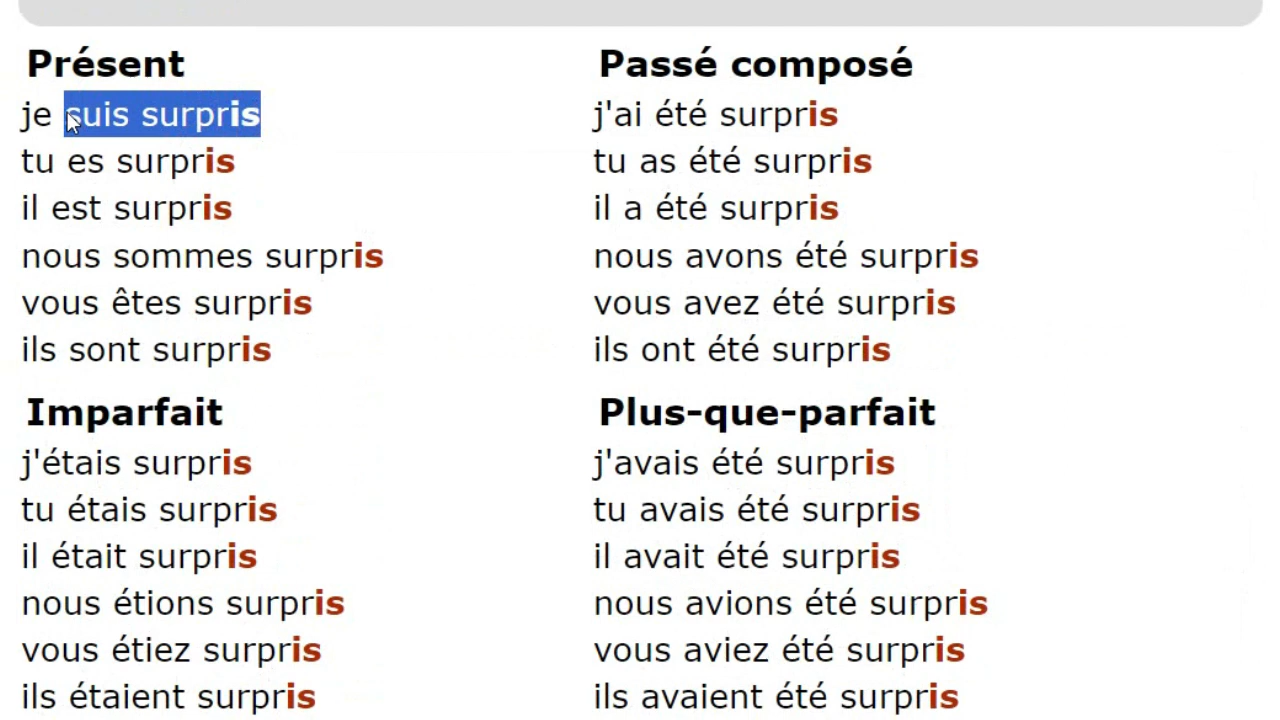 Présent
je suis surpris
tu es surpris
il est surpris
nous sommes surpris
vous êtes surpris
ils sont surpris
Passé composé
j'ai été surpris
tu as été surpris
il a été surpris
nous avons été surpris
vous avez été surpris
ils ont été surpris
Imparfait
j'étais surpris
tu étais surpris
il était surpris
nous étions surpris
vous étiez surpris
ils étaient surpris
Plus-que-parfait
j'avais été surpris
tu avais été surpris
il avait été surpris
nous avions été surpris
vous aviez été surpris
ils avaient été surpris